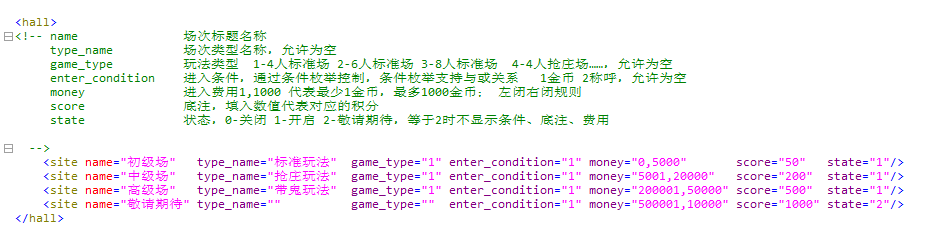 <hall>
<!-- name 场次标题名称
type_name 场次类型名称，允许为空
game_type 玩法类型 1-4人标准场 2-6人标准场 3-8人标准场 4-4人抢庄场……，允许为空
enter_condition 进入条件，通过条件枚举控制，条件枚举支持与或关系 1金币 2称呼，允许为空
money 进入费用1,1000 代表最少1金币，最多1000金币； 左闭右闭规则
score 底注，填入数值代表对应的积分
state 状态，0-关闭 1-开启 2-敬请期待，等于2时不显示条件、底注、费用
-->
<site name="初级场" type_name="标准玩法" game_type="1" enter_condition="1" money="0,5000" score="50" state="1"/>
<site name="中级场" type_name="抢庄玩法" game_type="1" enter_condition="1" money="5001,20000" score="200" state="1"/>
<site name="高级场" type_name="带鬼玩法" game_type="1" enter_condition="1" money="200001,50000" score="500" state="1"/>
<site name="敬请期待" type_name="" game_type="" enter_condition="1" money="500001,10000" score="1000" state="2"/>
</hall>